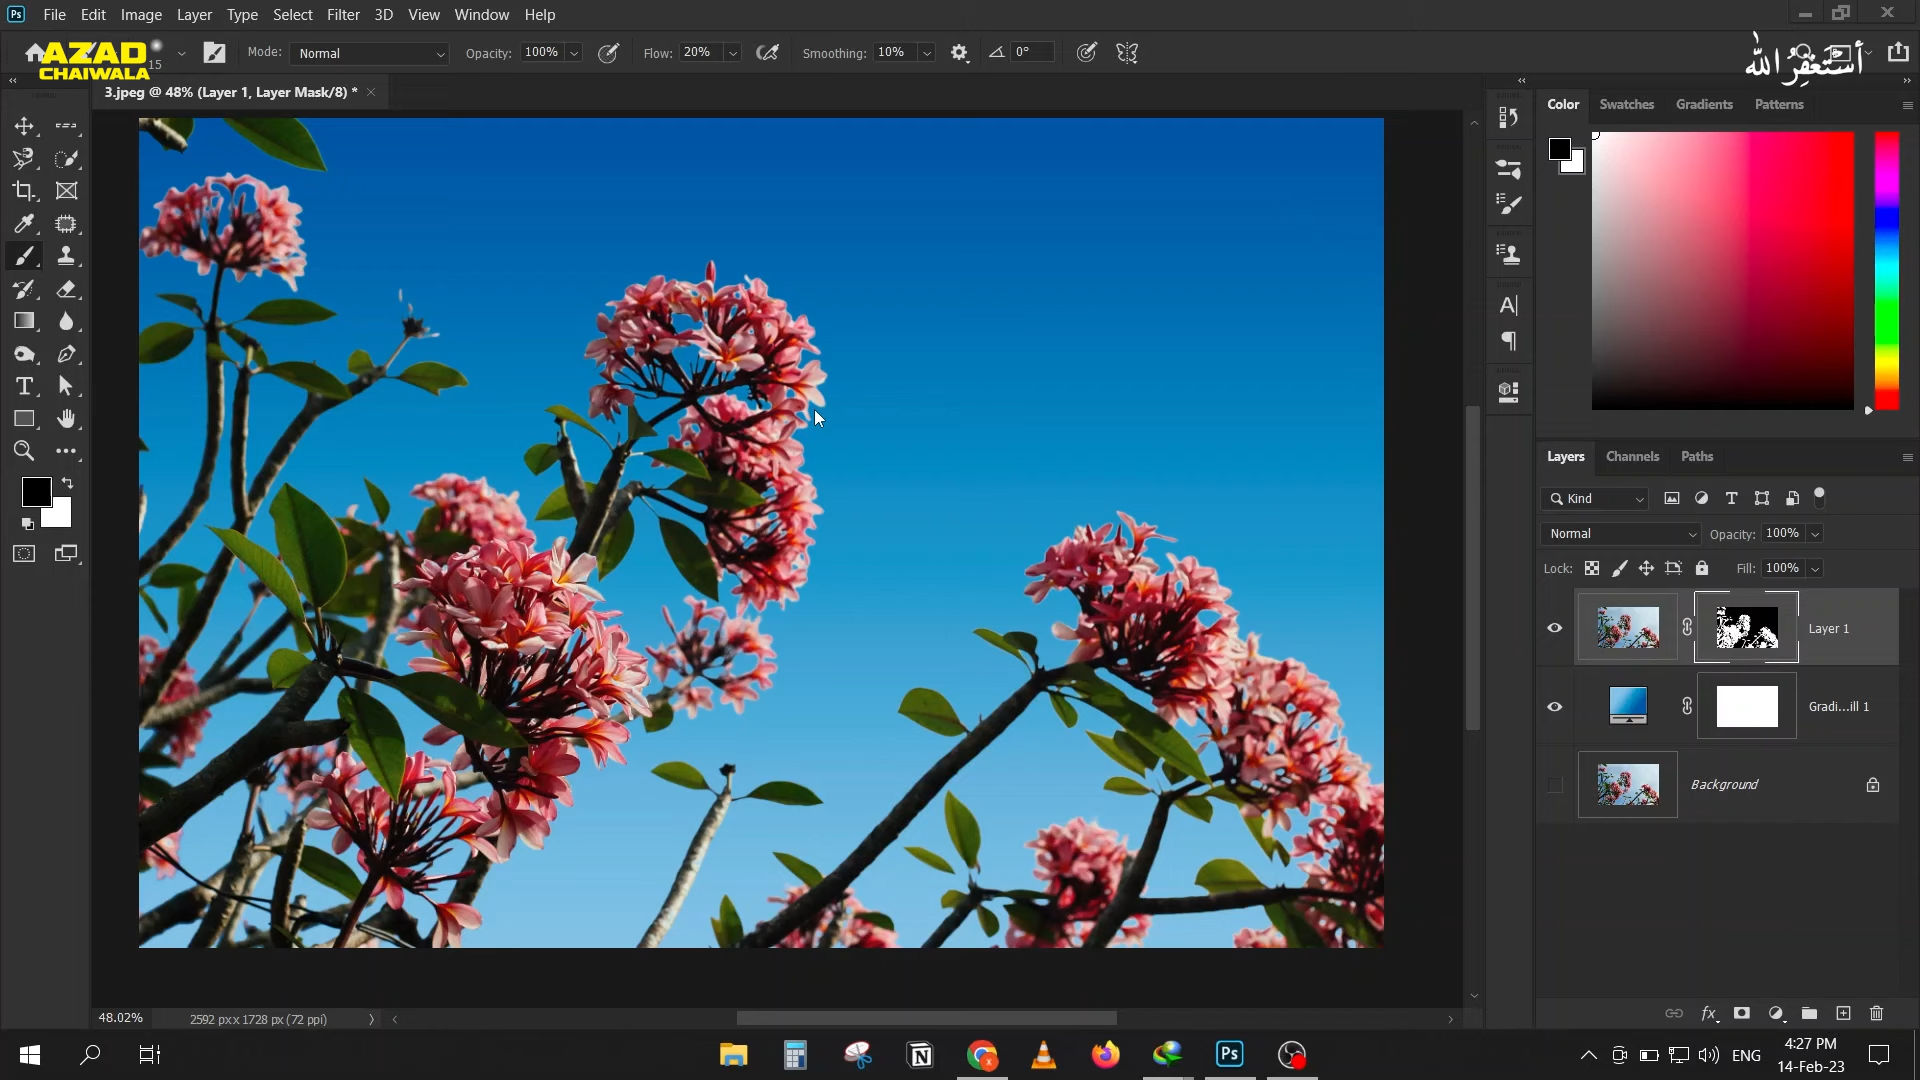 File Edit Image Layer Type Select Filter 3D View Window Help
AZAD
CHAIWALA
15
Mode: Normal Opacity: 100% Flow: 20% Smoothing: 10% 0°
أستغفر الله
3.jpeg @ 48% (Layer 1, Layer Mask/8) *
Color Swatches Gradients Patterns
Layers Channels Paths
Kind
Normal Opacity: 100%
Lock: Fill: 100%
Layer 1
Gradi...ill 1
Background
48.02% 2592 px x 1728 px (72 ppi)
ENG
4:27 PM
14-Feb-23